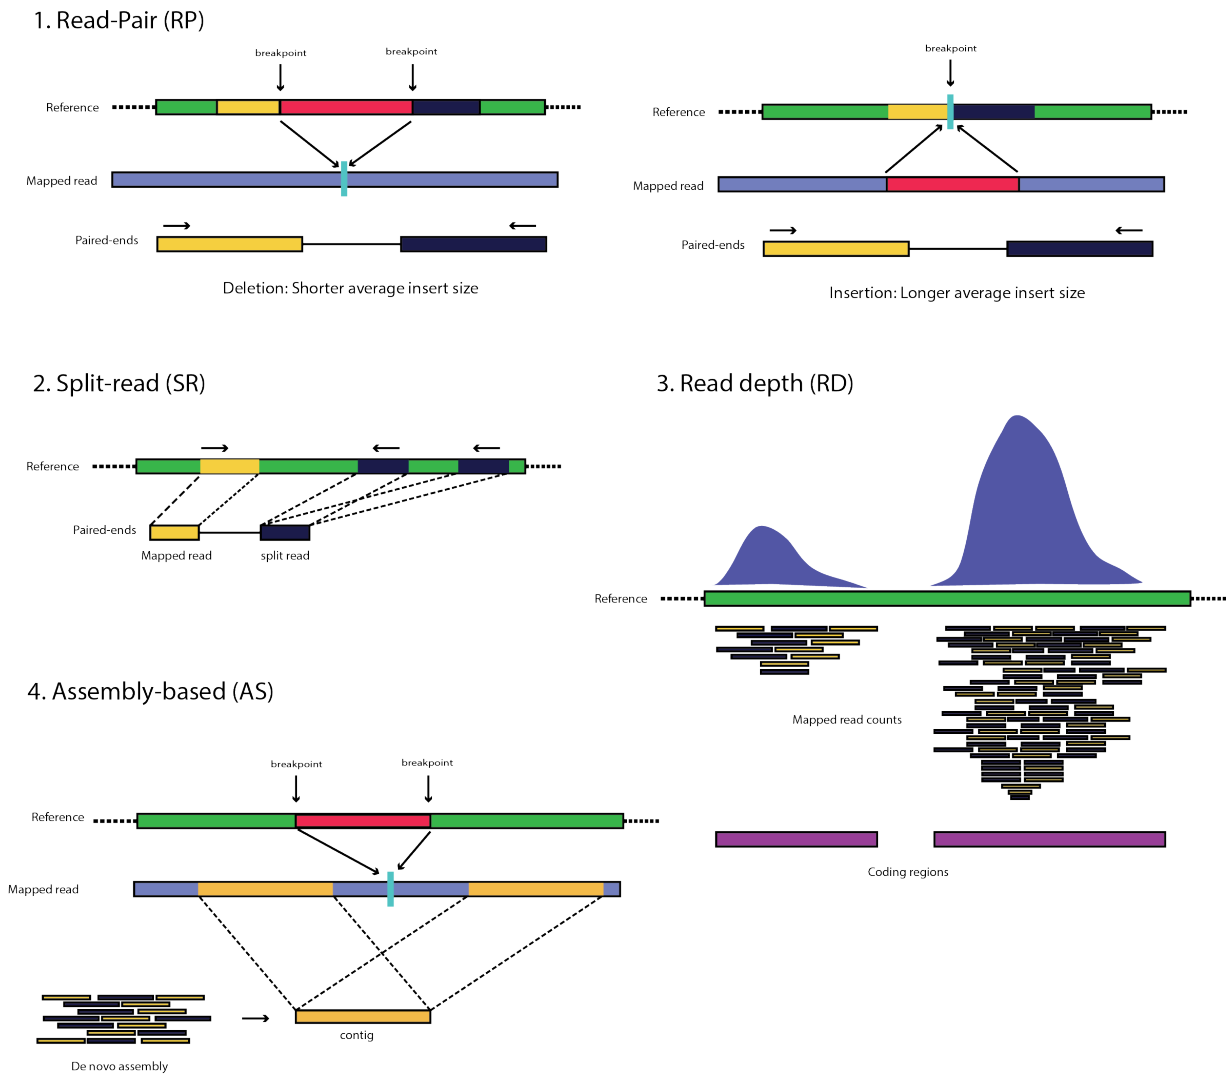 1. Read-Pair (RP)
breakpoint
breakpoint
Reference
Mapped read
Paired-ends
Deletion: Shorter average insert size
breakpoint
Reference
Mapped read
Paired-ends
Insertion: Longer average insert size
2. Split-read (SR)
Reference
Paired-ends
Mapped read
split read
3. Read depth (RD)
Reference
Mapped read counts
Coding regions
4. Assembly-based (AS)
breakpoint
breakpoint
Reference
Mapped read
contig
De novo assembly